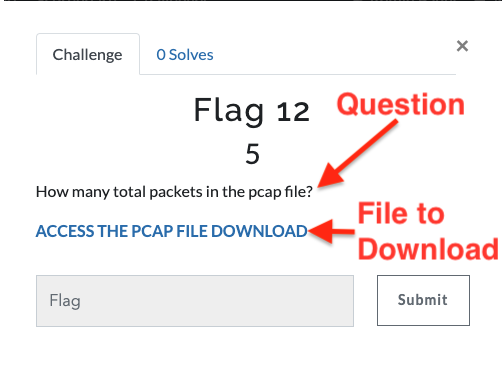 Challenge
0 Solves
×
Flag 12
5
Question
How many total packets in the pcap file?
ACCESS THE PCAP FILE DOWNLOAD
File to
Download
Flag
Submit